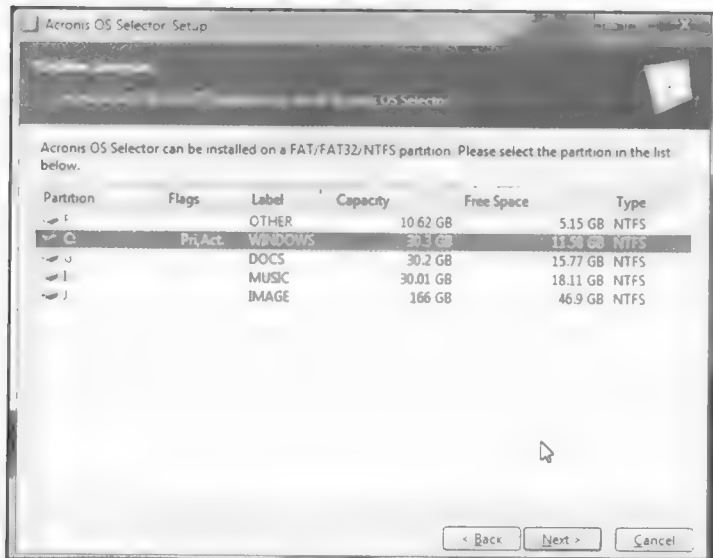 Acronis OS Selector Setup
OS Selector
Acronis OS Selector can be installed on a FAT/FAT32/NTFS partition. Please select the partition in the list
below.
Partition Flags Label Capacity Free Space Type
OTHER 10.62 GB 5.15 GB NTFS
C: Pri,Act. WINDOWS 30.3 GB 11.58 GB NTFS
DOCS 30.2 GB 15.77 GB NTFS
I MUSIC 30.01 GB 18.11 GB NTFS
J IMAGE 166 GB 46.9 GB NTFS
< Back Next > Cancel